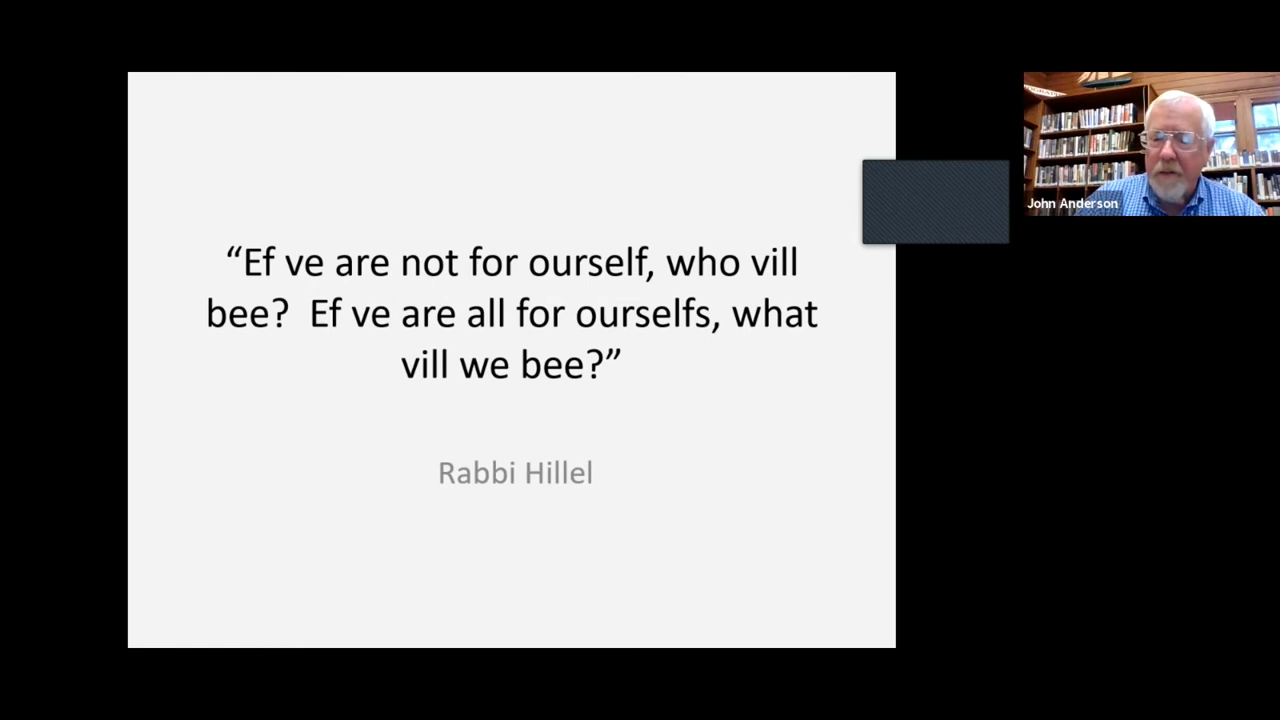 “Ef ve are not for ourself, who vill
bee?  Ef ve are all for ourselfs, what
vill we bee?”
Rabbi Hillel
John Anderson